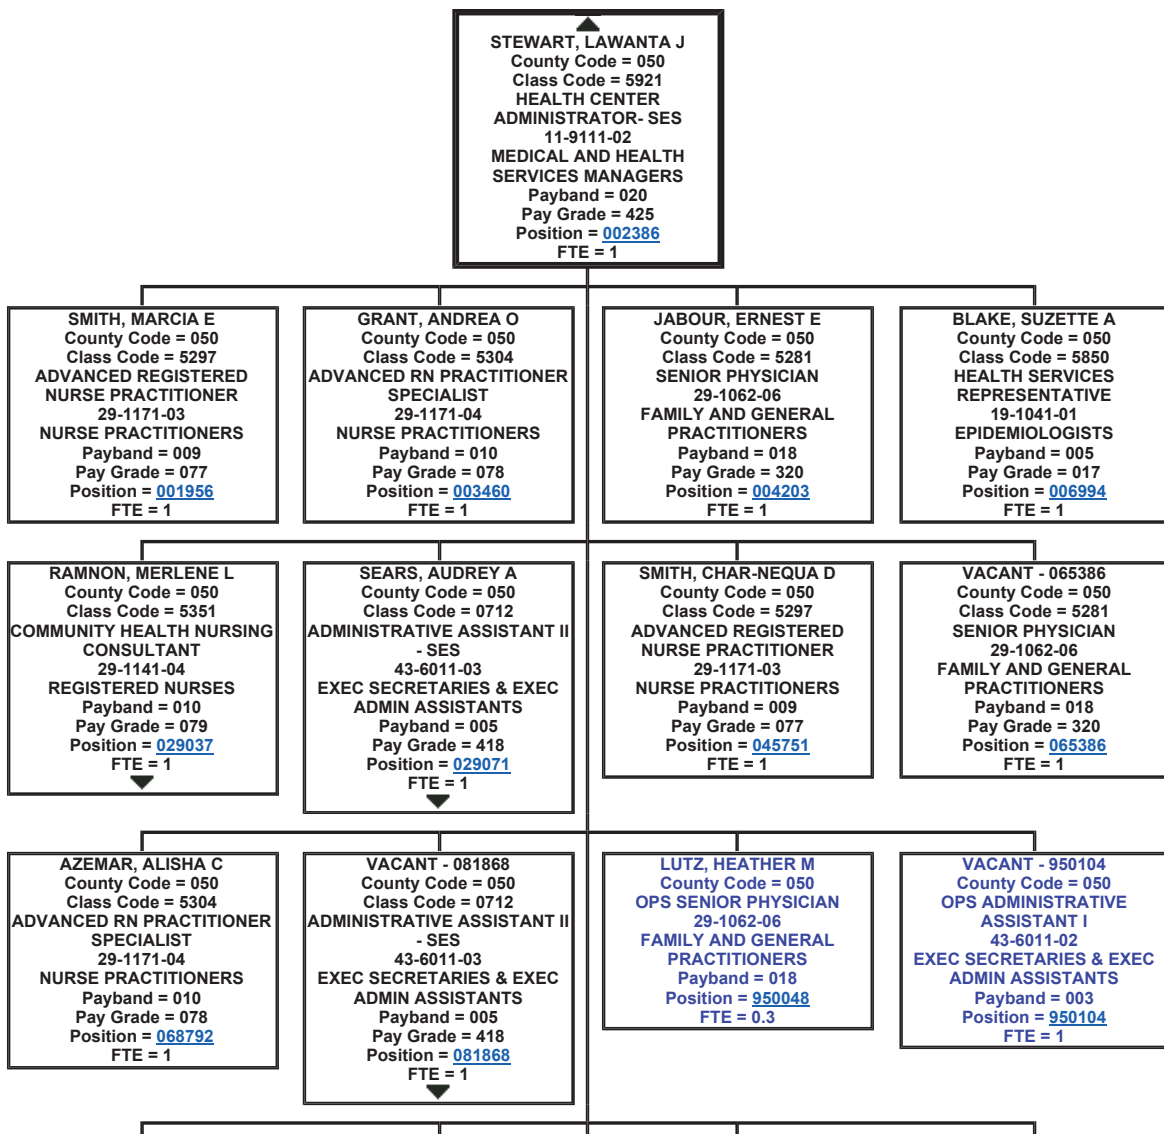 STEWART, LAWANTA J
County Code = 050
Class Code = 5921
HEALTH CENTER
ADMINISTRATOR- SES
11-9111-02
MEDICAL AND HEALTH
SERVICES MANAGERS
Payband = 020
Pay Grade = 425
Position = 002386
FTE = 1
SMITH, MARCIA E
County Code = 050
Class Code = 5297
ADVANCED REGISTERED
NURSE PRACTITIONER
29-1171-03
NURSE PRACTITIONERS
Payband = 009
Pay Grade = 077
Position = 001956
FTE = 1
GRANT, ANDREA O
County Code = 050
Class Code = 5304
ADVANCED RN PRACTITIONER
SPECIALIST
29-1171-04
NURSE PRACTITIONERS
Payband = 010
Pay Grade = 078
Position = 003460
FTE = 1
JABOUR, ERNEST E
County Code = 050
Class Code = 5281
SENIOR PHYSICIAN
29-1062-06
FAMILY AND GENERAL
PRACTITIONERS
Payband = 018
Pay Grade = 320
Position = 004203
FTE = 1
BLAKE, SUZETTE A
County Code = 050
Class Code = 5850
HEALTH SERVICES
REPRESENTATIVE
19-1041-01
EPIDEMIOLOGISTS
Payband = 005
Pay Grade = 017
Position = 006994
FTE = 1
RAMNON, MERLENE L
County Code = 050
Class Code = 5351
COMMUNITY HEALTH NURSING
CONSULTANT
29-1141-04
REGISTERED NURSES
Payband = 010
Pay Grade = 079
Position = 029037
FTE = 1
SEARS, AUDREY A
County Code = 050
Class Code = 0712
ADMINISTRATIVE ASSISTANT II
- SES
43-6011-03
EXEC SECRETARIES & EXEC
ADMIN ASSISTANTS
Payband = 005
Pay Grade = 418
Position = 029071
FTE = 1
SMITH, CHAR-NEQUA D
County Code = 050
Class Code = 5297
ADVANCED REGISTERED
NURSE PRACTITIONER
29-1171-03
NURSE PRACTITIONERS
Payband = 009
Pay Grade = 077
Position = 045751
FTE = 1
VACANT - 065386
County Code = 050
Class Code = 5281
SENIOR PHYSICIAN
29-1062-06
FAMILY AND GENERAL
PRACTITIONERS
Payband = 018
Pay Grade = 320
Position = 065386
FTE = 1
AZEMAR, ALISHA C
County Code = 050
Class Code = 5304
ADVANCED RN PRACTITIONER
SPECIALIST
29-1171-04
NURSE PRACTITIONERS
Payband = 010
Pay Grade = 078
Position = 068792
FTE = 1
VACANT - 081868
County Code = 050
Class Code = 0712
ADMINISTRATIVE ASSISTANT II
- SES
43-6011-03
EXEC SECRETARIES & EXEC
ADMIN ASSISTANTS
Payband = 005
Pay Grade = 418
Position = 081868
FTE = 1
LUTZ, HEATHER M
County Code = 050
OPS SENIOR PHYSICIAN
29-1062-06
FAMILY AND GENERAL
PRACTITIONERS
Payband = 018
Position = 950048
FTE = 0.3
VACANT - 950104
County Code = 050
OPS ADMINISTRATIVE
ASSISTANT I
43-6011-02
EXEC SECRETARIES & EXEC
ADMIN ASSISTANTS
Payband = 003
Position = 950104
FTE = 1